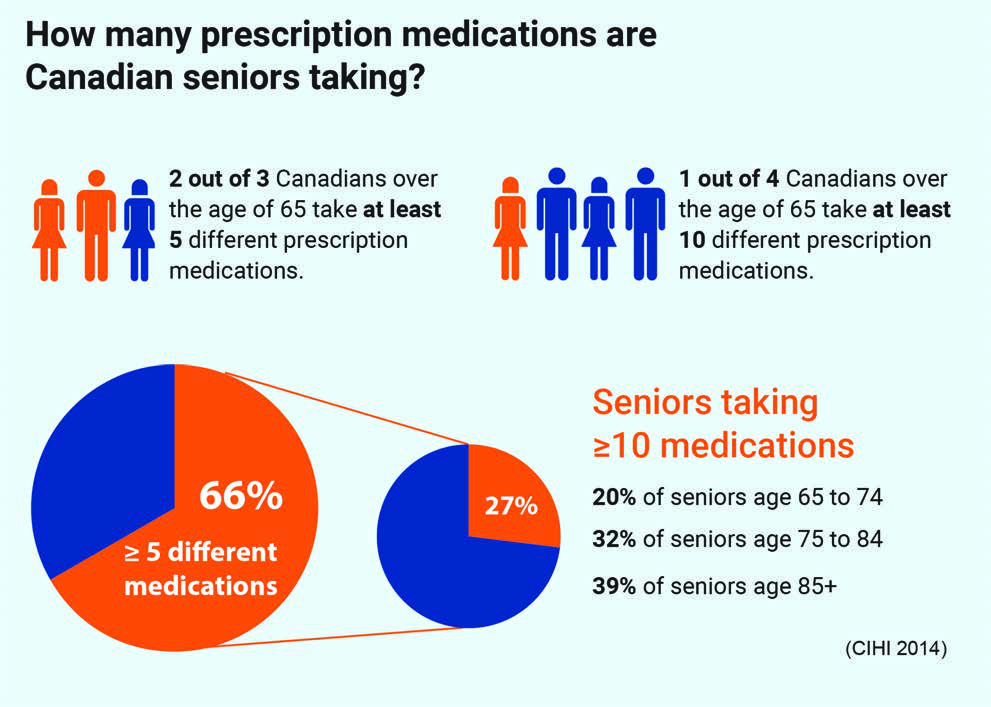 How many prescription medications are
Canadian seniors taking?
2 out of 3 Canadians over
the age of 65 take at least
5 different prescription
medications.
1 out of 4 Canadians over
the age of 65 take at least
10 different prescription
medications.
66%
≥ 5 different
medications
27%
Seniors taking
≥10 medications
20% of seniors age 65 to 74
32% of seniors age 75 to 84
39% of seniors age 85+
(CIHI 2014)